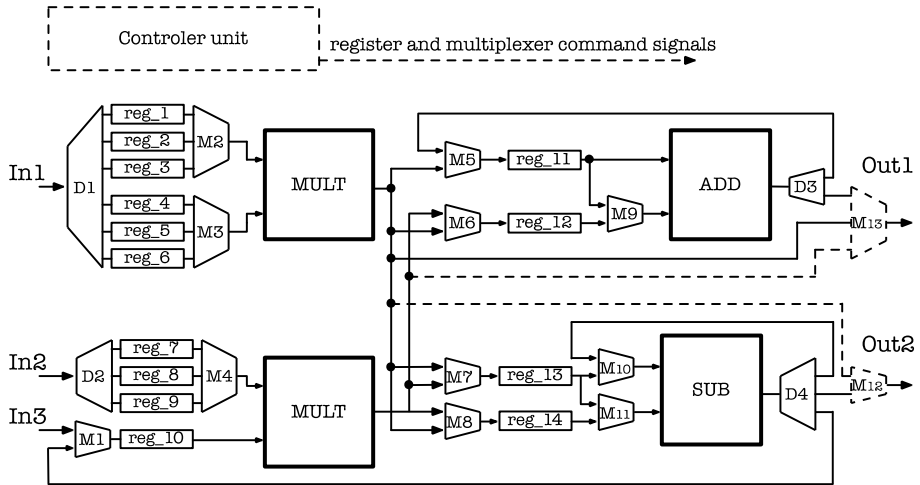 Controler unit
register and multiplexer command signals
reg_1
reg_2
reg_3
reg_4
reg_5
reg_6
In1
D1
M2
M3
MULT
M5
reg_11
M6
reg_12
M9
ADD
D3
Out1
M13
In2
D2
reg_7
reg_8
reg_9
M4
In3
M1
reg_10
MULT
M7
reg_13
M8
reg_14
M10
M11
SUB
D4
Out2
M12